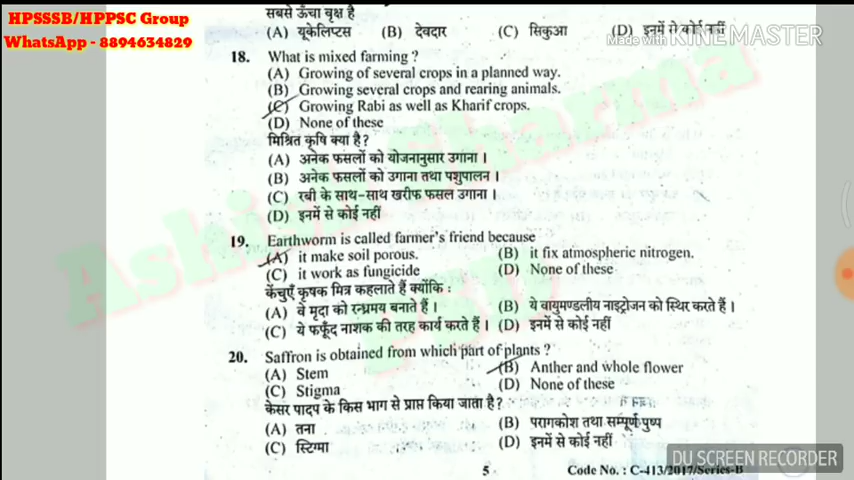 HPSSSB/HPPSC Group
WhatsApp - 8894634829
सबसे ऊँचा वृक्ष है
(A) यूकेलिप्टस (B) देवदार (C) सिकुआ (D) इनमें से कोई नहीं
Made with KINEMASTER
18. What is mixed farming ?
(A) Growing of several crops in a planned way.
(B) Growing several crops and rearing animals.
(C) Growing Rabi as well as Kharif crops.
(D) None of these
मिश्रित कृषि क्या है?
(A) अनेक फसलों को योजनानुसार उगाना ।
(B) अनेक फसलों को उगाना तथा पशुपालन ।
(C) रबी के साथ-साथ खरीफ फसल उगाना ।
(D) इनमें से कोई नहीं
19. Earthworm is called farmer's friend because
(A) it make soil porous. (B) it fix atmospheric nitrogen.
(C) it work as fungicide (D) None of these
केंचुएँ कृषक मित्र कहलाते हैं क्योंकि :
(A) वे मृदा को रन्ध्रमय बनाते हैं । (B) ये वायुमण्डलीय नाइट्रोजन को स्थिर करते हैं ।
(C) ये फफूँद नाशक की तरह कार्य करते हैं । (D) इनमें से कोई नहीं
20. Saffron is obtained from which part of plants ?
(A) Stem (B) Anther and whole flower
(C) Stigma (D) None of these
केसर पादप के किस भाग से प्राप्त किया जाता है?
(A) तना (B) परागकोश तथा सम्पूर्ण पुष्प
(C) स्टिग्मा (D) इनमें से कोई नहीं
5 Code No. : C-413/2017/Series-B
DU SCREEN RECORDER
Ashish Sharma